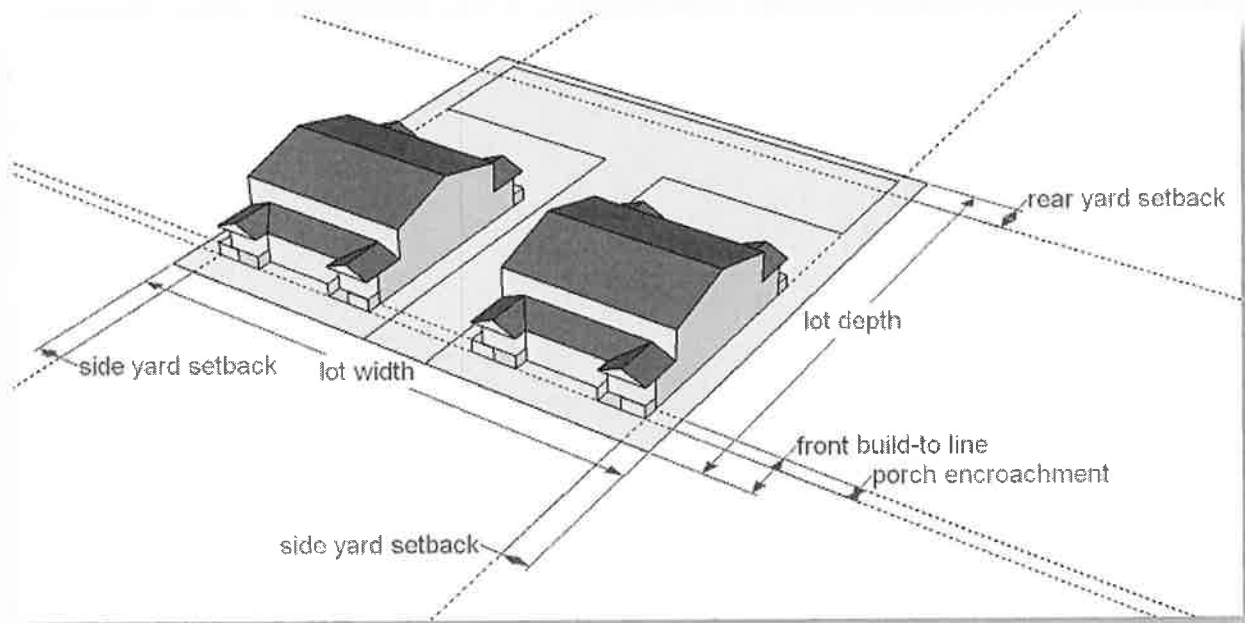 rear yard setback
lot depth
side yard setback
lot width
front build-to line
porch encroachment
side yard setback